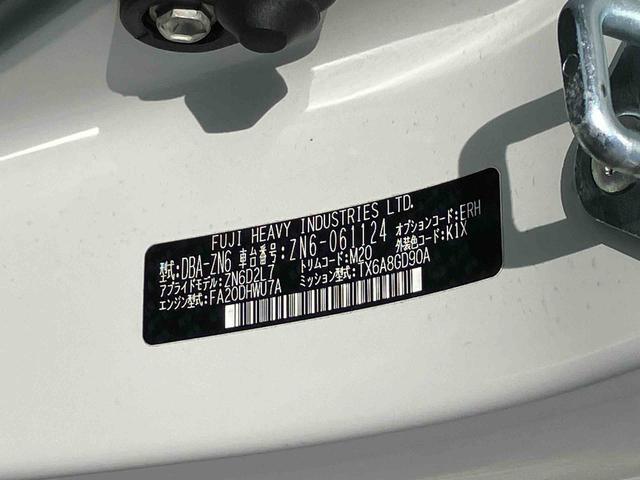 FUJI HEAVY INDUSTRIES LTD.
型式: DBA-ZN6 車台番号: ZN6-061124 オプションコード: ERH
アプライドモデル: ZN6D2L7 トリムコード: M20 外装色コード: K1X
エンジン型式: FA20DHWU7A ミッション型式: TX6A8GD90A